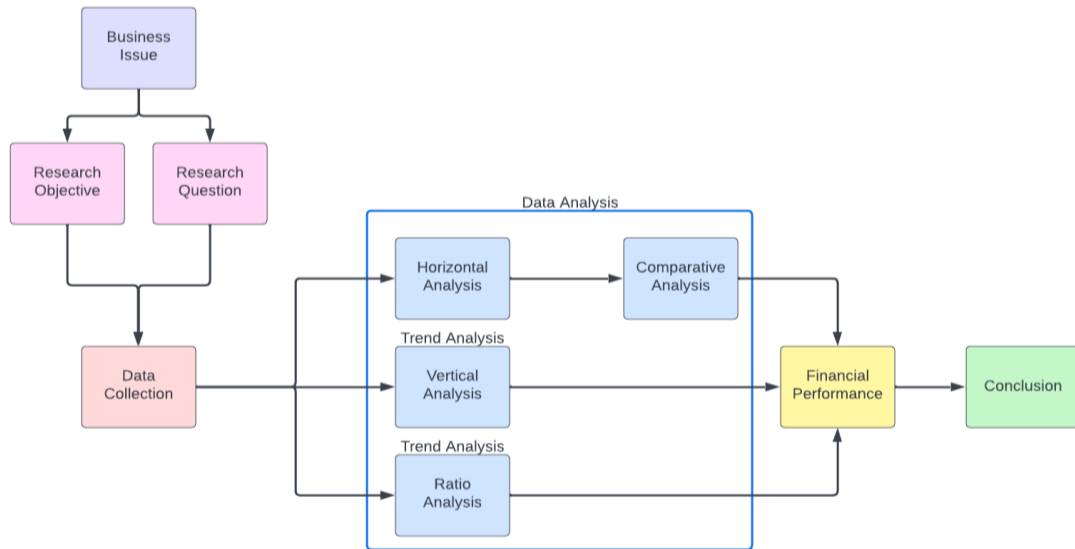 Business
Issue
Research
Objective
Research
Question
Data Analysis
Horizontal
Analysis
Comparative
Analysis
Trend Analysis
Data
Collection
Vertical
Analysis
Financial
Performance
Conclusion
Trend Analysis
Ratio
Analysis